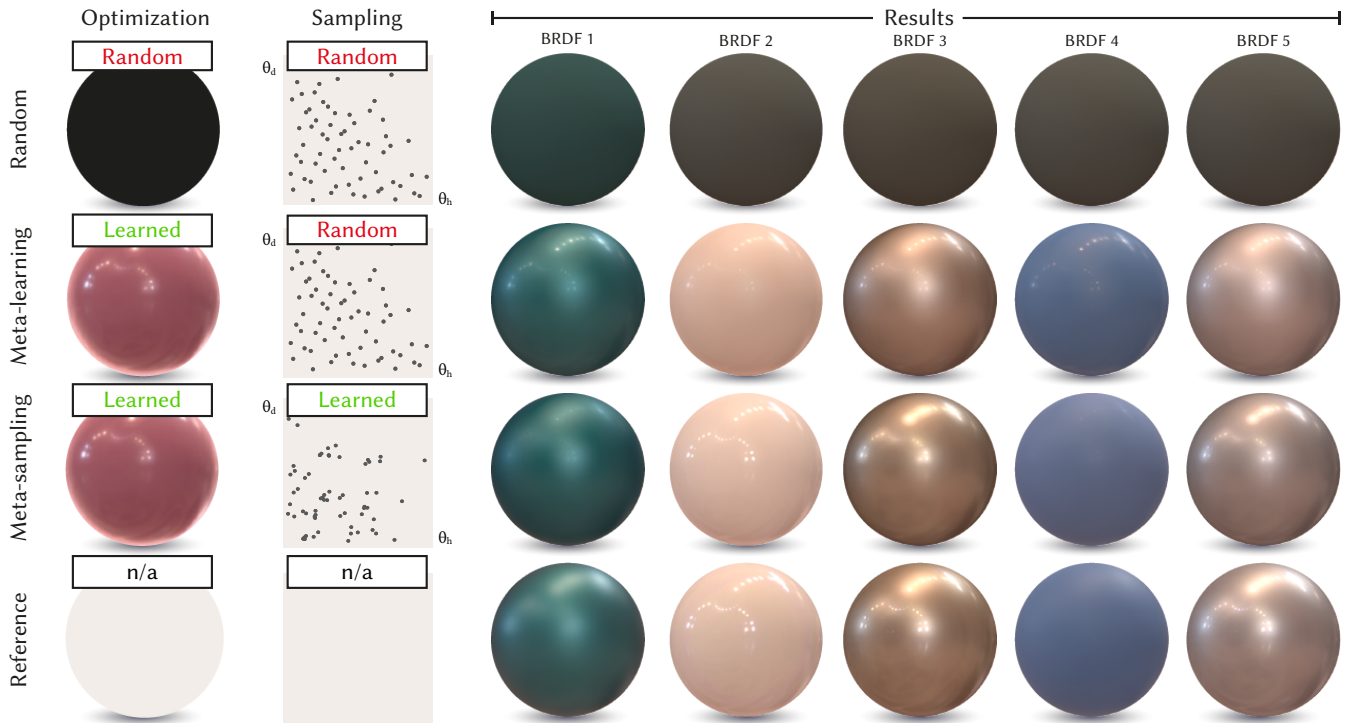 Optimization Sampling Results
BRDF 1 BRDF 2 BRDF 3 BRDF 4 BRDF 5
Random Random Random θd θh
Meta-learning Learned Random θd θh
Meta-sampling Learned Learned θd θh
Reference n/a n/a